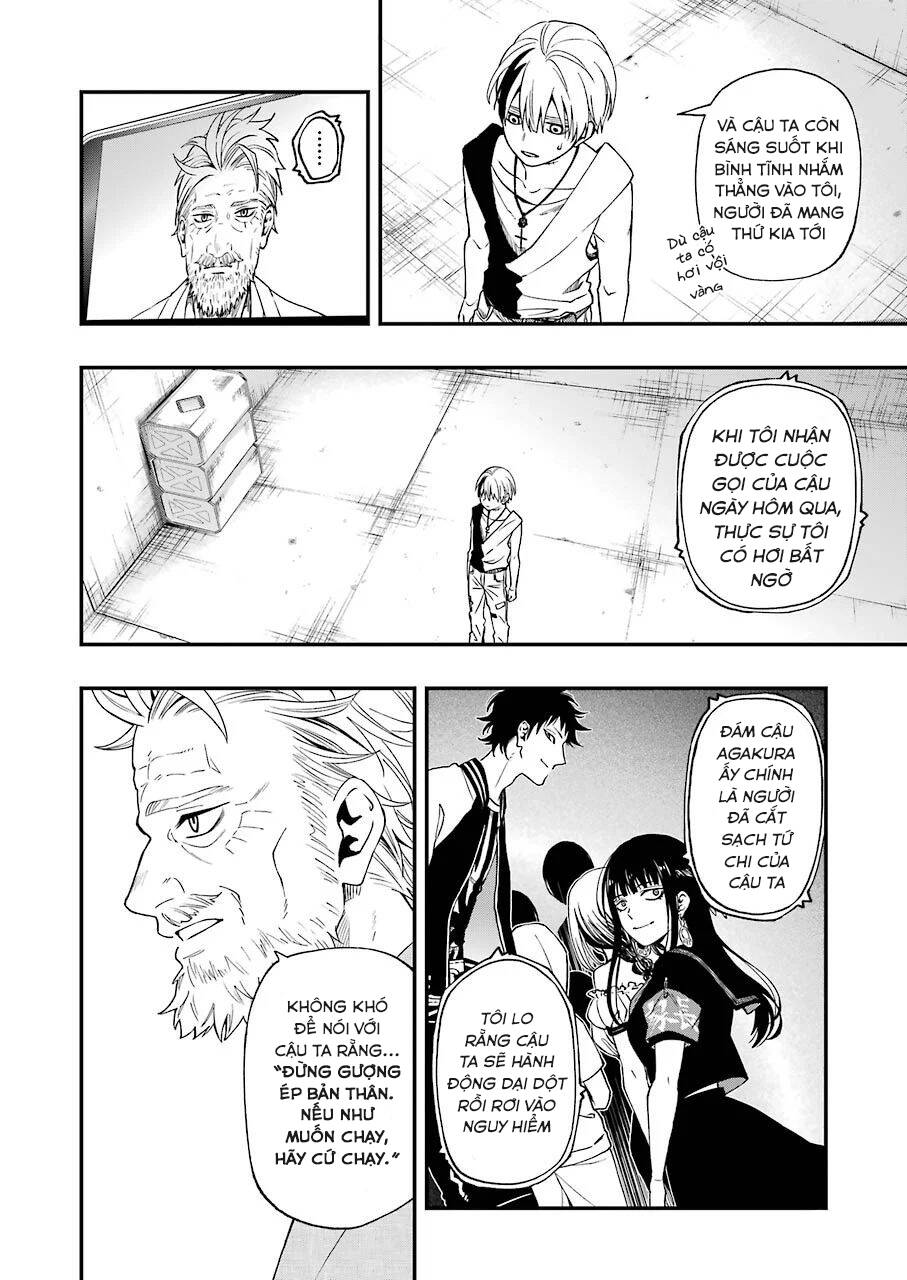 VÀ CẬU TA CÒN
SÁNG SUỐT KHI
BÌNH TĨNH NHẮM
THẲNG VÀO TÔI,
NGƯỜI ĐÃ MANG
THỨ KIA TỚI
Dù cậu
ta có
hơi vội
vàng
......
KHI TÔI NHẬN
ĐƯỢC CUỘC
GỌI CỦA CẬU
NGÀY HÔM QUA,
THỰC SỰ TÔI
CÓ HƠI BẤT
NGỜ
ĐÁM CẬU
AGAKURA
ẤY CHÍNH
LÀ NGƯỜI
ĐÃ CẮT
SẠCH TỨ
CHI CỦA
CẬU TA
TÔI LO
RẰNG CẬU
TA SẼ HÀNH
ĐỘNG DẠI DỘT
RỒI RƠI VÀO
NGUY HIỂM
KHÔNG KHÓ
ĐỂ NÓI VỚI
CẬU TA RẰNG...
“ĐỪNG GƯỢNG
ÉP BẢN THÂN.
NẾU NHƯ
MUỐN CHẠY,
HÃY CỨ CHẠY.”